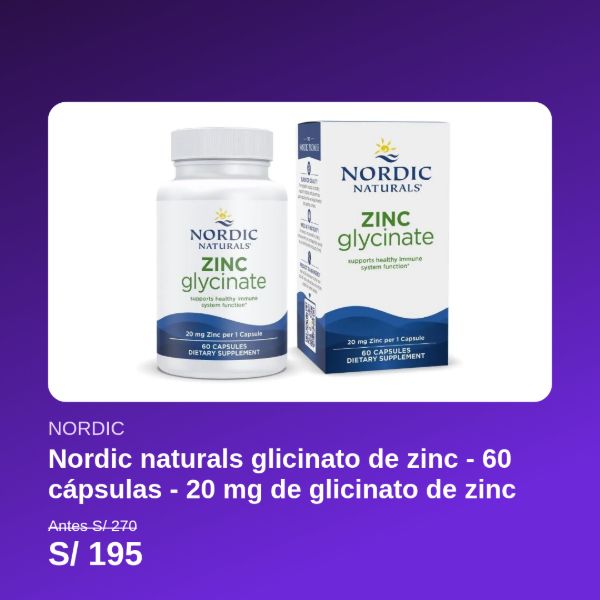 NORDIC
NATURALS®
ZINC
glycinate
supports healthy immune
system function*
20 mg Zinc per 1 Capsule
60 CAPSULES
DIETARY SUPPLEMENT
NORDIC
NATURALS®
ZINC
glycinate
supports healthy immune
system function*
20 mg Zinc per 1 Capsule
60 CAPSULES
DIETARY SUPPLEMENT
NORDIC
Nordic naturals glicinato de zinc - 60
cápsulas - 20 mg de glicinato de zinc
Antes S/ 270
S/ 195